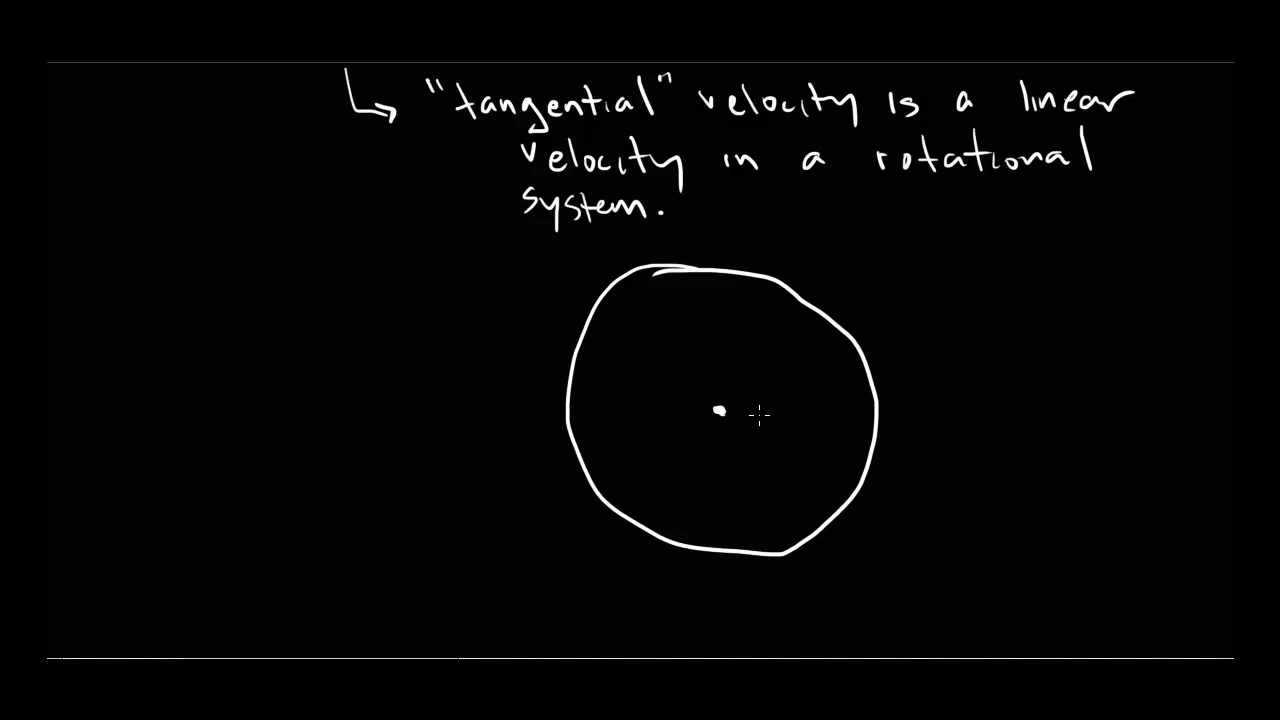 "tangential" velocity is a linear
velocity in a rotational
system.